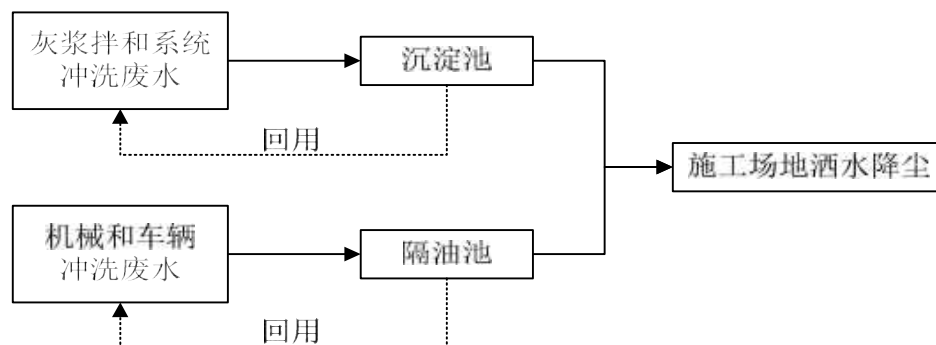 灰浆拌和系统
冲洗废水
沉淀池
回用
施工场地洒水降尘
机械和车辆
冲洗废水
隔油池
回用